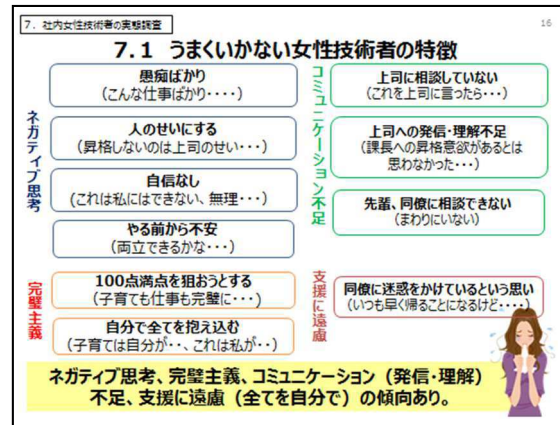 7．社内女性技術者の実態調査
16
7.1 うまくいかない女性技術者の特徴
ネガティブ思考
愚痴ばかり
（こんな仕事ばかり・・・・）
人のせいにする
（昇格しないのは上司のせい・・・）
自信なし
（これは私にはできない、無理・・・）
やる前から不安
（両立できるかな・・・）
完璧主義
100点満点を狙おうとする
（子育ても仕事も完璧に・・・）
自分で全てを抱え込む
（子育ては自分が・・、これは私が・・）
コミュニケーション不足
上司に相談していない
（これを上司に言ったら・・・）
上司への発信・理解不足
（課長への昇格意欲があるとは
思わなかった・・・）
先輩、同僚に相談できない
（まわりにいない）
支援に遠慮
同僚に迷惑をかけているという思い
（いつも早く帰ることになるけど・・・・）
ネガティブ思考、完璧主義、コミュニケーション（発信・理解）
不足、支援に遠慮（全てを自分で）の傾向あり。